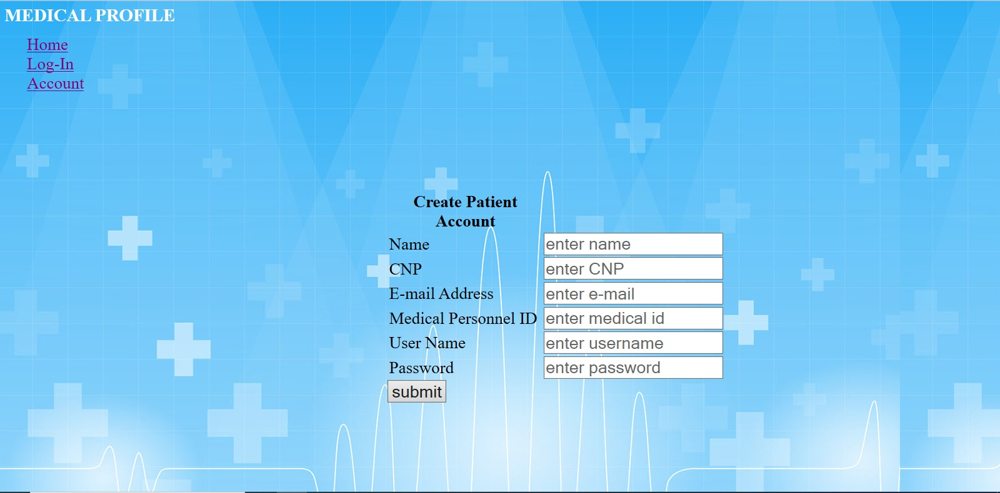 MEDICAL PROFILE
Home
Log-In
Account
Create Patient
Account
Name enter name
CNP enter CNP
E-mail Address enter e-mail
Medical Personnel ID enter medical id
User Name enter username
Password enter password
submit